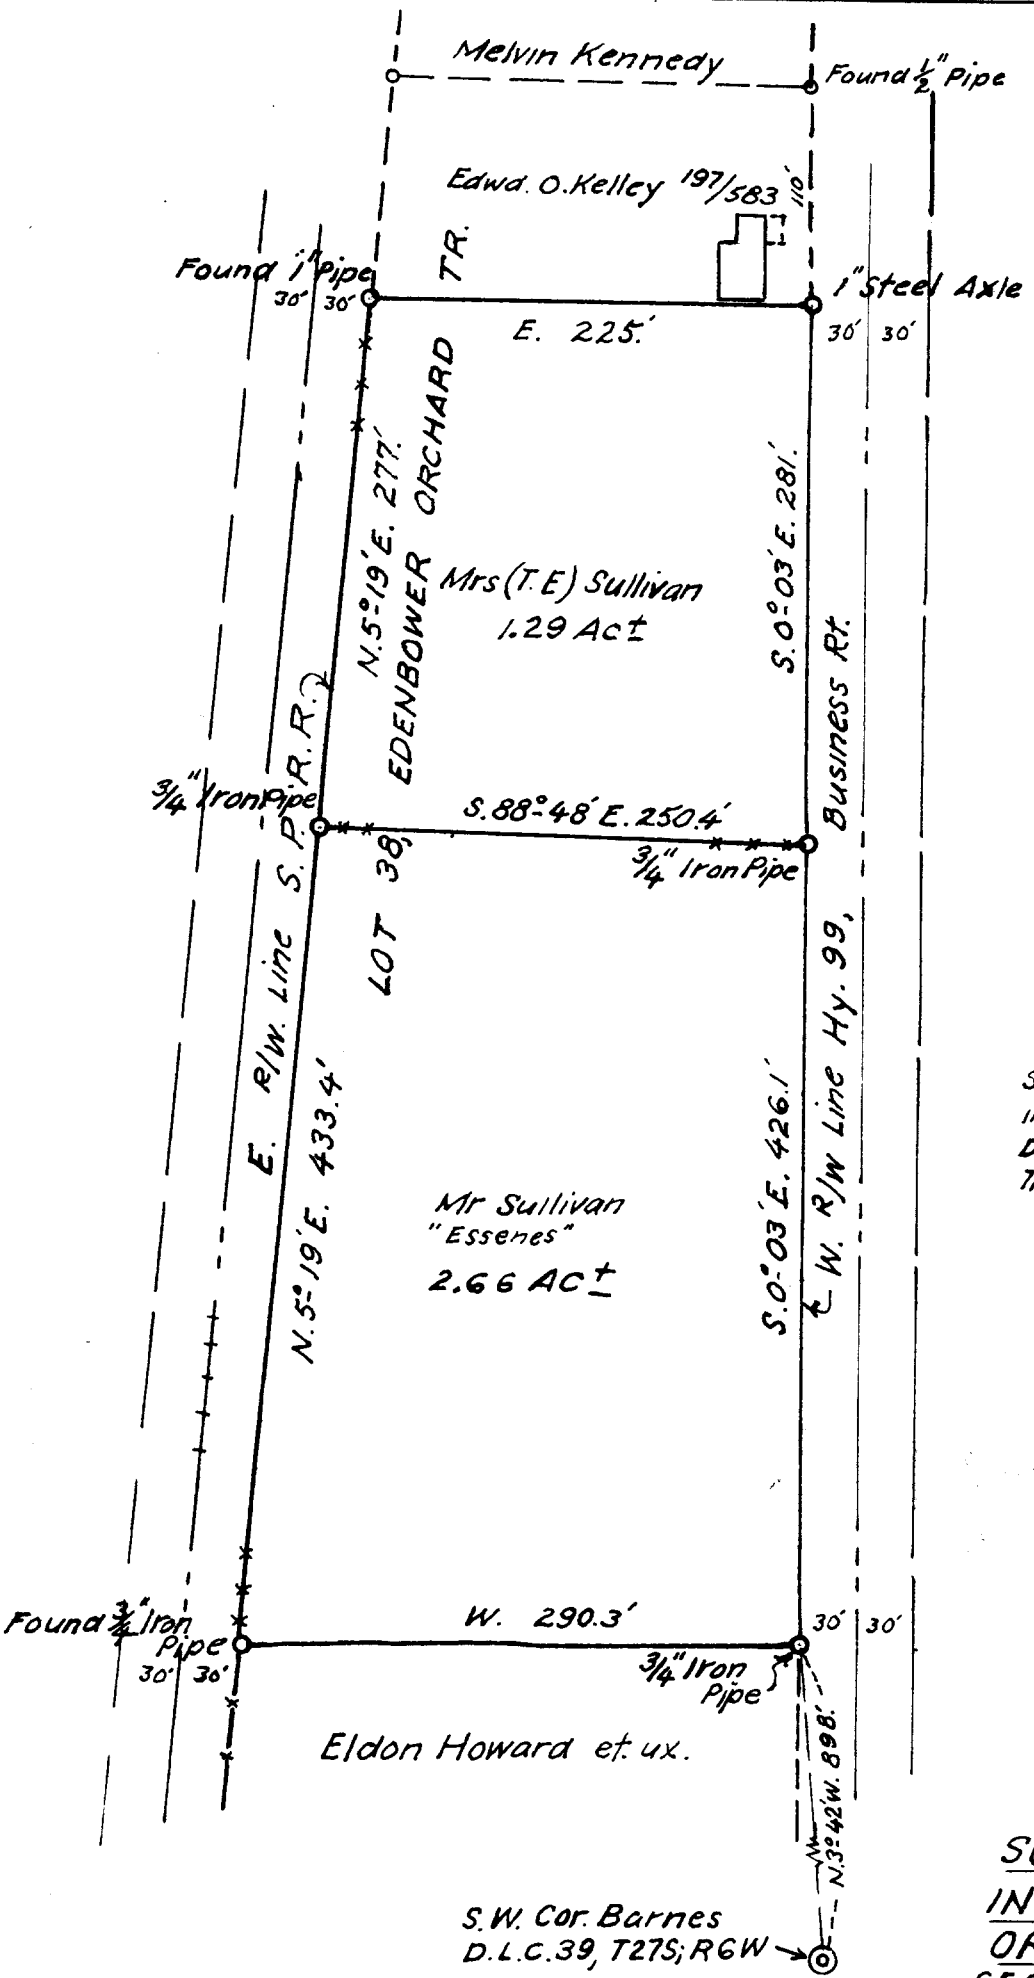 Melvin Kennedy
Found 1/2" Pipe
Edwd. O. Kelley 197/583
110'
Found 1" Pipe
30' 30'
1" Steel Axle
30' 30'
E. 225.'
N. 5°-19' E. 277.'
LOT 38, EDENBOWER ORCHARD TR.
Mrs (T. E) Sullivan
1.29 Ac ±
S. 0°-03' E. 281.'
3/4" Iron Pipe
S. 88°-48' E. 250.4'
3/4" Iron Pipe
E. R/W. Line S. P. R. R.
W. R/W Line Hy. 99, Business Rt.
N. 5°-19' E. 433.4'
Mr Sullivan
"Essenes"
2.66 AC ±
S. 0°-03' E. 426.1'
Found 3/4" Iron
Pipe
30' 30'
W. 290.3'
30' 30'
3/4" Iron
Pipe
Eldon Howard et. ux.
N. 3°-42' W. 898.'
S. W. Cor. Barnes
D. L. C. 39, T27S; R6W
IN